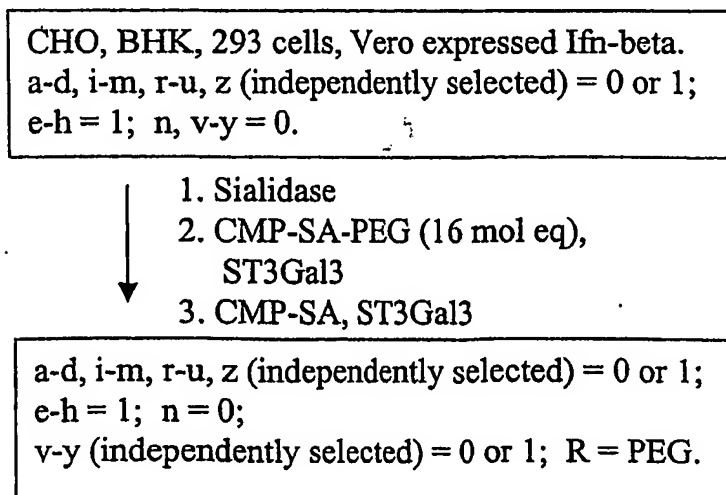 CHO, BHK, 293 cells, Vero expressed Ifn-beta.
a-d, i-m, r-u, z (independently selected) = 0 or 1;
e-h = 1; n, v-y = 0.
1. Sialidase
2. CMP-SA-PEG (16 mol eq),
ST3Gal3
3. CMP-SA, ST3Gal3
a-d, i-m, r-u, z (independently selected) = 0 or 1;
e-h = 1; n = 0;
v-y (independently selected) = 0 or 1; R = PEG.